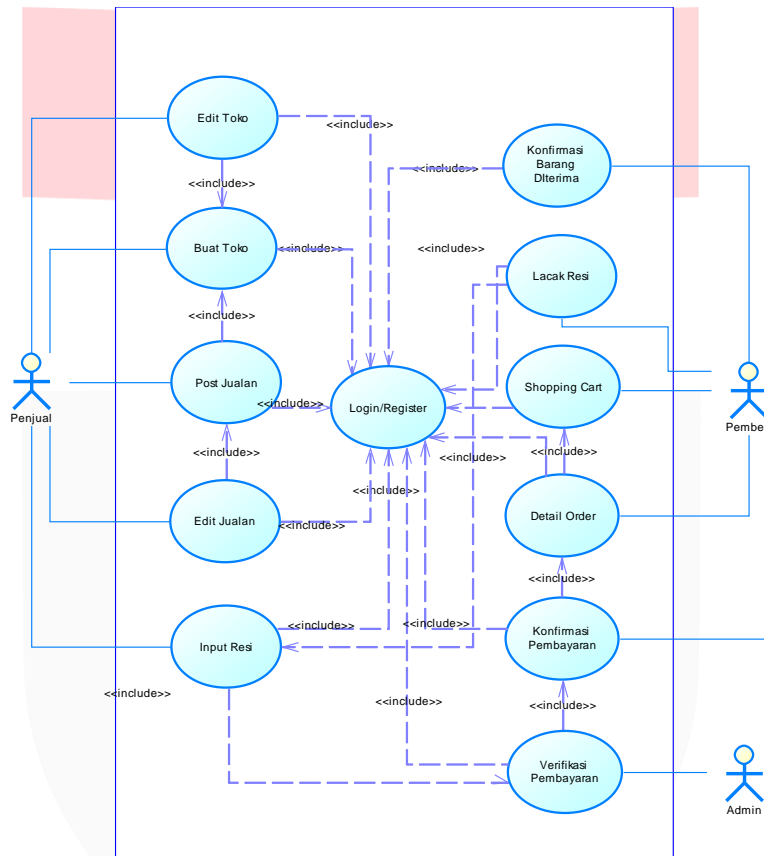 Edit Toko
<<include>>
Konfirmasi
Barang
DIterima
<<include>>
<<include>>
Buat Toko
<<include>>
<<include>>
Lacak Resi
<<include>>
Post Jualan
<<include>>
Login/Register
Shopping Cart
Penjual
Pembe
<<include>>
<<include>>
<<include>>
<<include>>
Edit Jualan
<<include>>
Detail Order
<<include>>
Input Resi
<<include>>
<<include>>
Konfirmasi
Pembayaran
<<include>>
<<include>>
<<include>>
Verifikasi
Pembayaran
Admin